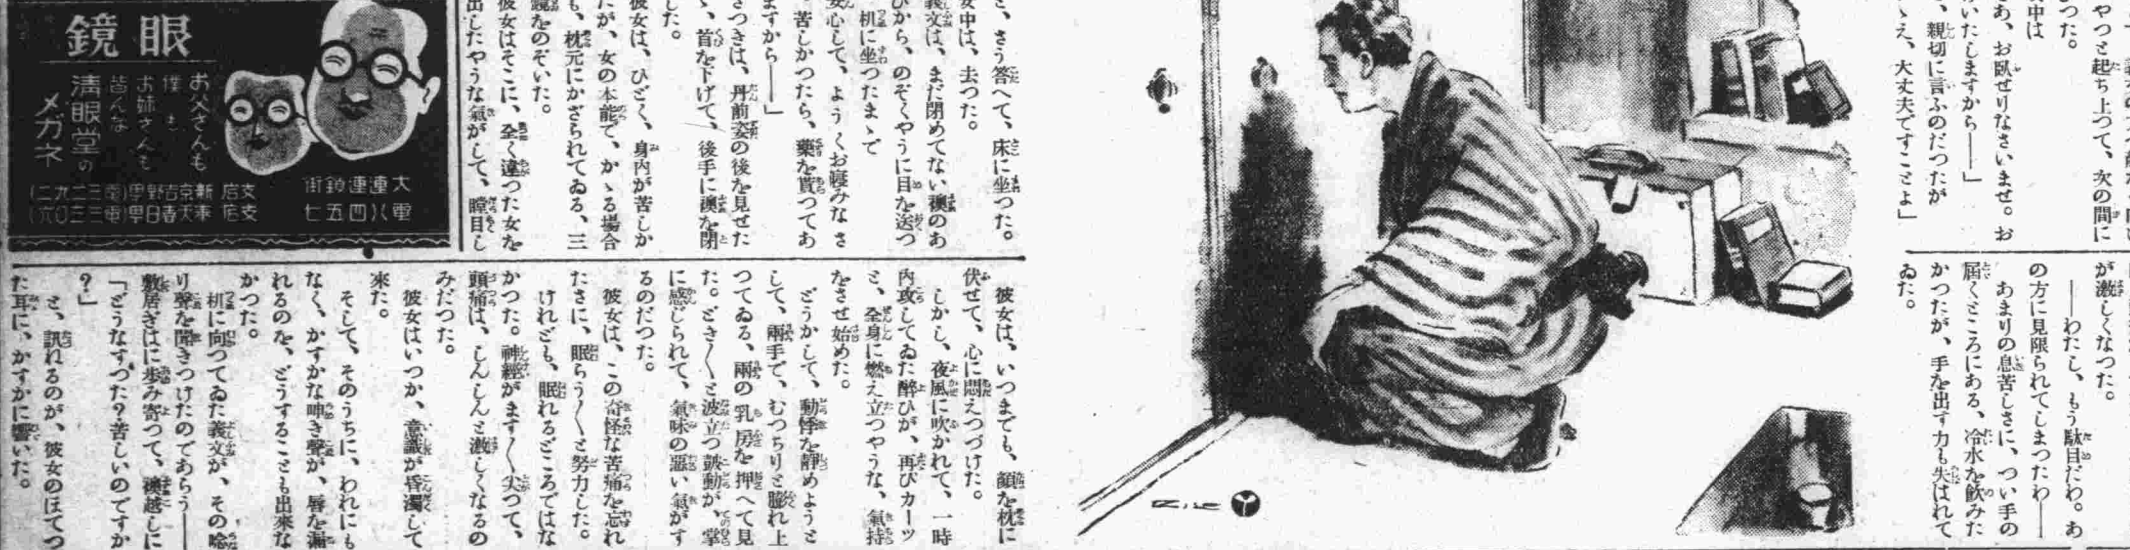 やつと起ち上つて、次の間に
つた。
女中は
さあ、お臥せりなさいませ。お
いたしますから――」
、親切に言ふのだつたが
ゝえ、大丈夫ですことよ」
が激しくなつた。
――わたし、もう駄目だわ。あ
の方に見限られてしまつたわ――
あまりの息苦しさに、つい手の
届くところにある、冷水を飲みた
かつたが、手を出す力も失はれて
ゐた。
と、さう答へて、床に坐つた。
女中は、去つた。
義文は、まだ閉めてない襖のあ
ひから、のぞくやうに目を送つ
机に坐つたまゝで
安心して、よう〱お寝みなさ
苦しかつたら、薬を貰つてあ
ますから――」
さつきは、丹前姿の後を見せた
ゝ、首を下げて、後手に襖を閉
した。
彼女は、ひどく、身内が苦しか
たが、女の本能で、かゝる場合
も、枕元にかざられてゐる、三
鏡をのぞいた。
彼女はそこに、全く違つた女を
出したやうな氣がして、瞠目し
彼女は、いつまでも、顔を枕に
伏せて、心に悶えつづけた。
しかし、夜風に吹かれて、一時
内攻してゐた醉ひが、再びカーツ
と、全身に燃え立つやうな、氣持
をさせ始めた。
どうかして、動悸を静めようと
して、兩手で、むつちりと膨れ上
つてゐる、兩の乳房を押へて見
た。どき〱と波立つ鼓動が、掌
に感じられて、氣味の悪い氣がす
るのだつた。
彼女は、この奇怪な苦痛を忘れ
たさに、眠らう〱と努力した。
けれども、眠れるどころではな
かつた。神經がます〱尖つて、
頭痛は、しんしんと激しくなるの
みだつた。
彼女はいつか、意識が昏濁して
來た。
そして、そのうちに、われにも
なく、かすかな呻き聲が、唇を漏
れるのを、どうすることも出來な
かつた。
机に向つてゐた義文が、その唸
り聲を聞きつけたのであらう――
敷居ぎはに歩み寄つて、襖越しに
「どうなすつた?苦しいのですか
?」
と、訊れるのが、彼女のほてつ
た耳に、かすかに響いた。
眼鏡
お父さんも
僕も
お姉さんも
皆んな
清眼堂の
メガネ
大連連鎖街
電八四五七
支店
支店